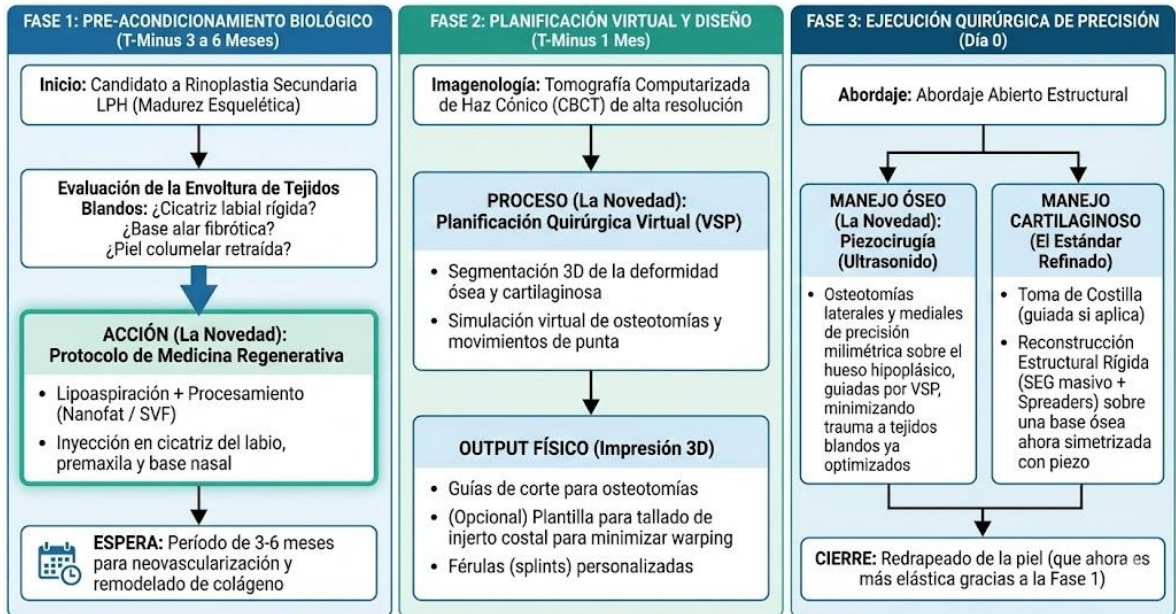 FASE 1: PRE-ACONDICIONAMIENTO BIOLÓGICO
(T-Minus 3 a 6 Meses)
Inicio: Candidato a Rinoplastia Secundaria
LPH (Madurez Esquelética)
Evaluación de la Envoltura de Tejidos
Blandos: ¿Cicatriz labial rígida?
¿Base alar fibrótica?
¿Piel columelar retraída?
ACCIÓN (La Novedad):
Protocolo de Medicina Regenerativa
• Lipoaspiración + Procesamiento
(Nanofat / SVF)
• Inyección en cicatriz del labio,
premaxila y base nasal
ESPERA: Período de 3-6 meses
para neovascularización y
remodelado de colágeno
FASE 2: PLANIFICACIÓN VIRTUAL Y DISEÑO
(T-Minus 1 Mes)
Imagenología: Tomografía Computarizada
de Haz Cónico (CBCT) de alta resolución
PROCESO (La Novedad):
Planificación Quirúrgica Virtual (VSP)
• Segmentación 3D de la deformidad
ósea y cartilaginosa
• Simulación virtual de osteotomías y
movimientos de punta
OUTPUT FÍSICO (Impresión 3D)
• Guías de corte para osteotomías
• (Opcional) Plantilla para tallado de
injerto costal para minimizar warping
• Férulas (splints) personalizadas
FASE 3: EJECUCIÓN QUIRÚRGICA DE PRECISIÓN
(Día 0)
Abordaje: Abordaje Abierto Estructural
MANEJO ÓSEO
(La Novedad):
Piezocirugía
(Ultrasonido)
• Osteotomías
laterales y mediales
de precisión
milimétrica sobre el
hueso hipoplásico,
guiadas por VSP,
minimizando
trauma a tejidos
blandos ya
optimizados
MANEJO
CARTILAGINOSO
(El Estándar
Refinado)
• Toma de Costilla
(guiada si aplica)
• Reconstrucción
Estructural Rígida
(SEG masivo +
Spreaders) sobre
una base ósea
ahora simetrizada
con piezo
CIERRE: Redrapeado de la piel (que ahora es
más elástica gracias a la Fase 1)